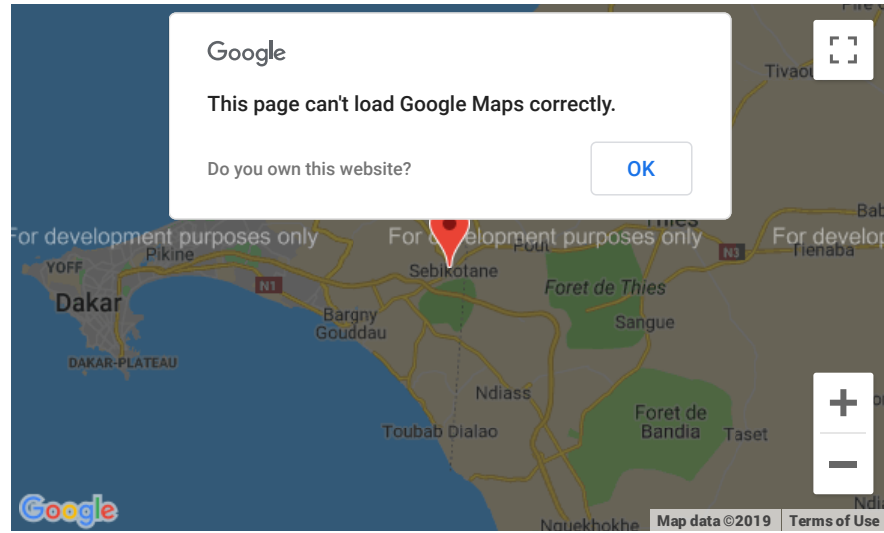 Google
This page can't load Google Maps correctly.
Do you own this website?
OK
Tivaou
Bab
For development purposes only
For development purposes only
For develop
Thies
Pout
Pikine
N3
Tienaba
YOFF
Sebikotane
N1
Foret de Thies
Dakar
Bargny
Gouddau
Sangue
DAKAR-PLATEAU
Ndiass
Foret de
Bandia
Toubab Dialao
Taset
Google
Nguekhokhe
Map data ©2019
Terms of Use